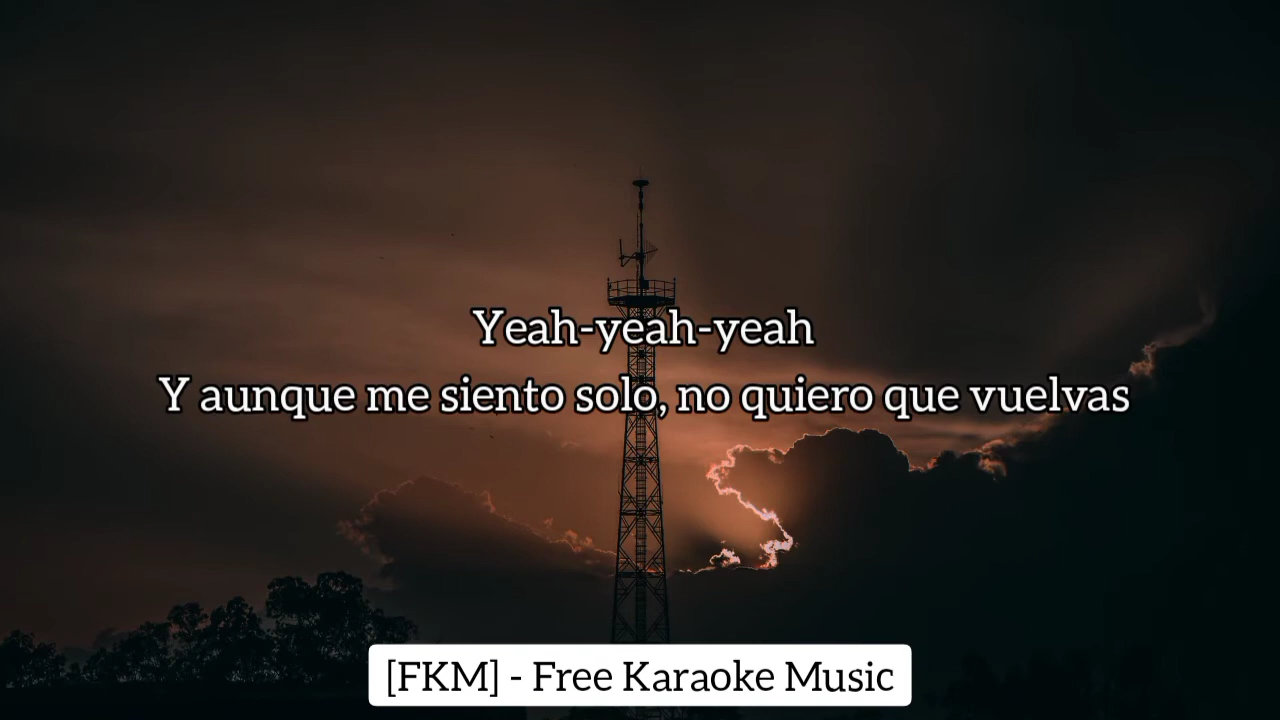 Yeah-yeah-yeah
Y aunque me siento solo, no quiero que vuelvas
[FKM] - Free Karaoke Music